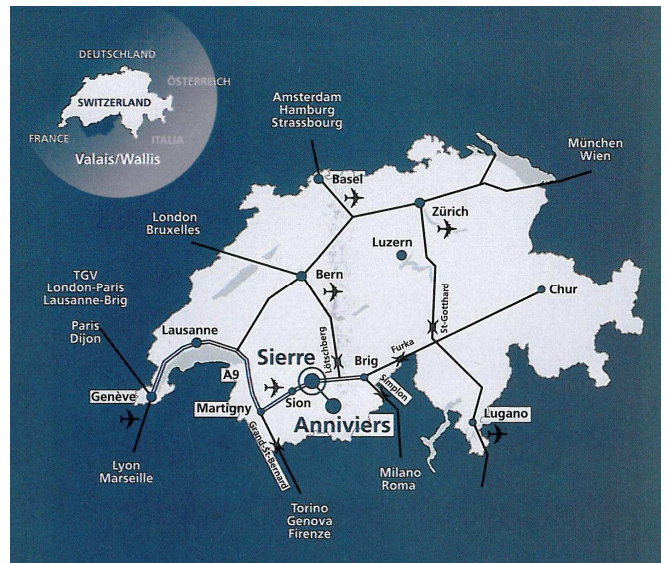 DEUTSCHLAND
ÖSTERREICH
SWITZERLAND
FRANCE
ITALIA
Valais/Wallis
Amsterdam
Hamburg
Strassbourg
München
Wien
Basel
Zürich
London
Bruxelles
Luzern
Bern
TGV
London-Paris
Lausanne-Brig
Chur
Paris
Dijon
Lausanne
St-Gotthard
Lötschberg
Furka
Sierre
Brig
A9
Simplon
Genève
Sion
Martigny
Anniviers
Lugano
Grand-St-Bernard
Lyon
Marseille
Milano
Roma
Torino
Genova
Firenze